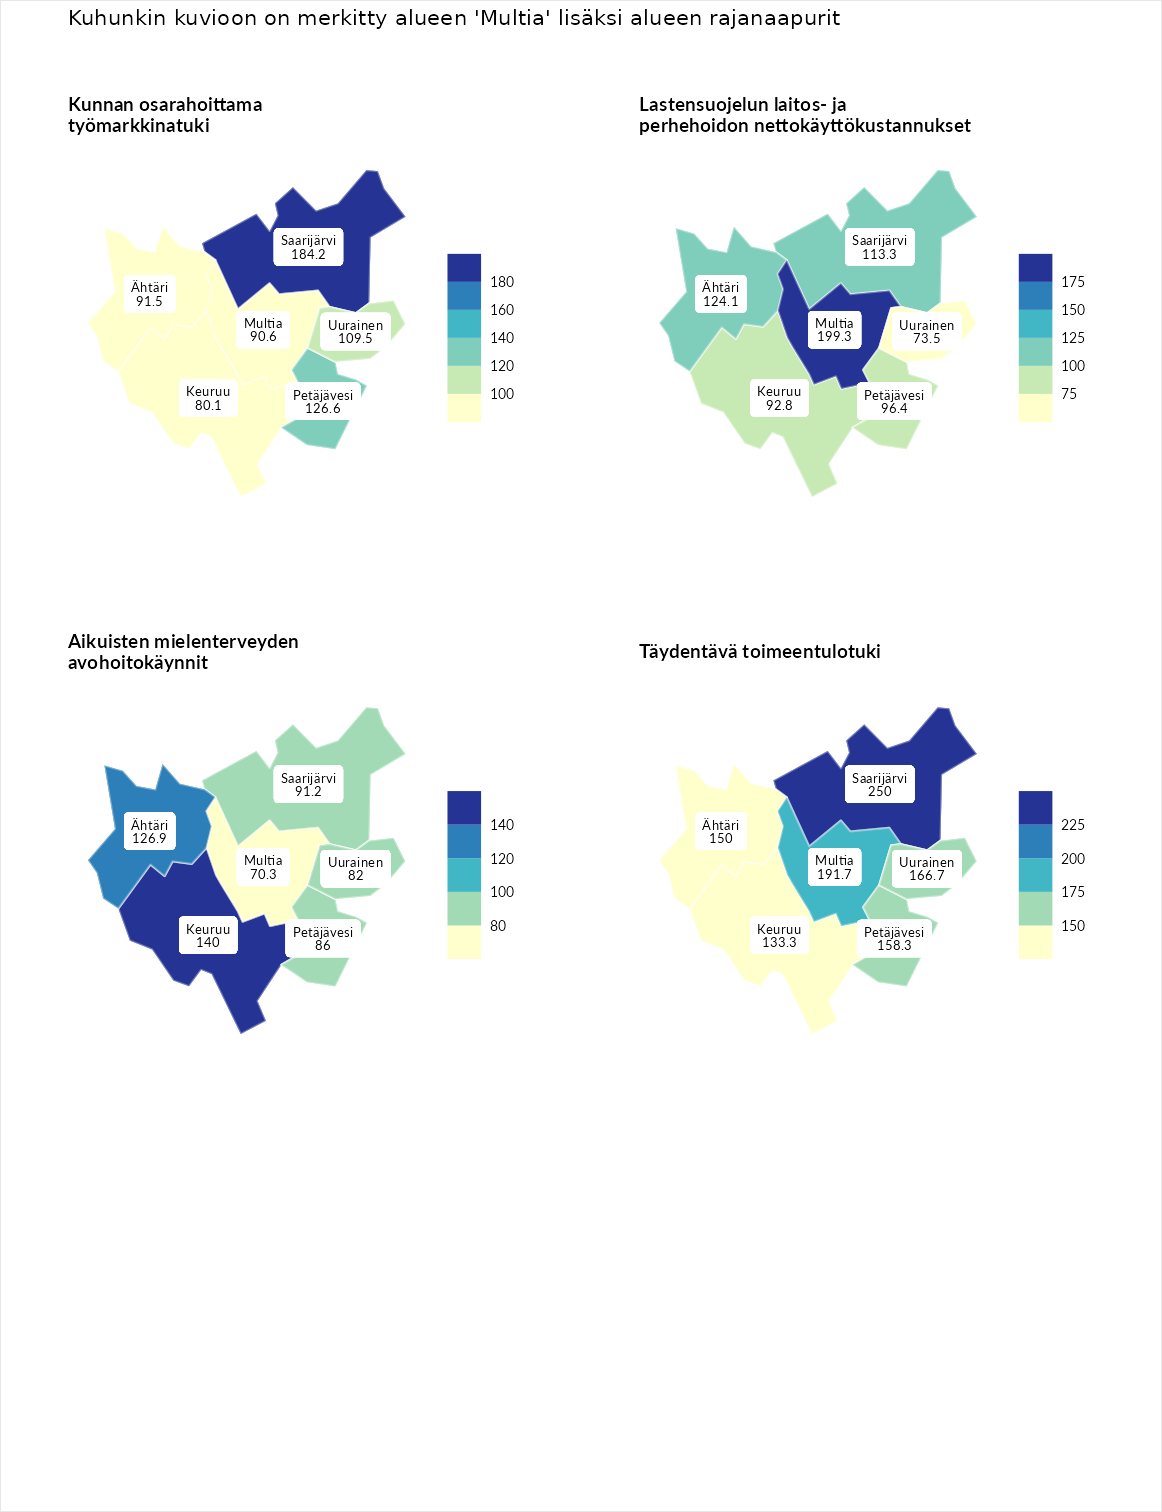 Kuhunkin kuvioon on merkitty alueen 'Multia' lisäksi alueen rajanaapurit
Kunnan osarahoittama
työmarkkinatuki
Saarijärvi
184.2
Ähtäri
91.5
Multia
90.6
Uurainen
109.5
Keuruu
80.1
Petäjävesi
126.6
180
160
140
120
100
Lastensuojelun laitos- ja
perhehoidon nettokäyttökustannukset
Saarijärvi
113.3
Ähtäri
124.1
Multia
199.3
Uurainen
73.5
Keuruu
92.8
Petäjävesi
96.4
175
150
125
100
75
Aikuisten mielenterveyden
avohoitokäynnit
Saarijärvi
91.2
Ähtäri
126.9
Multia
70.3
Uurainen
82
Keuruu
140
Petäjävesi
86
140
120
100
80
Täydentävä toimeentulotuki
Saarijärvi
250
Ähtäri
150
Multia
191.7
Uurainen
166.7
Keuruu
133.3
Petäjävesi
158.3
225
200
175
150